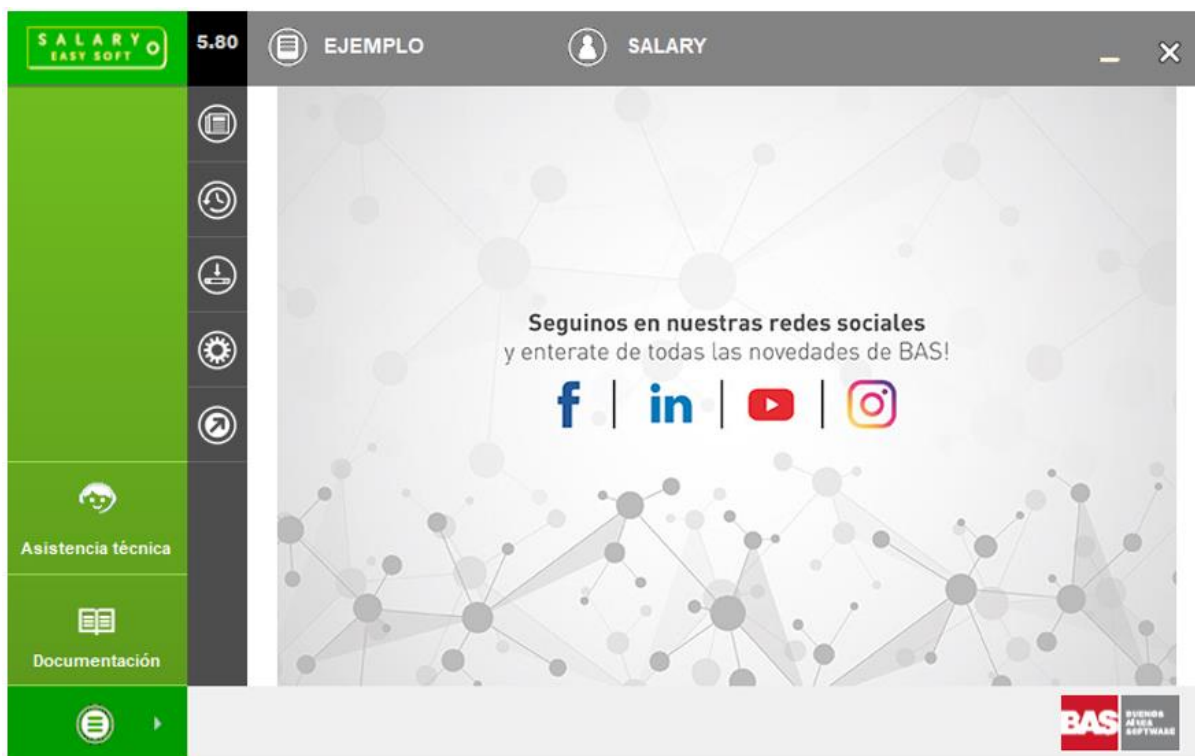 SALARY
EASY SOFT
5.80
EJEMPLO
SALARY
Seguinos en nuestras redes sociales
y enterate de todas las novedades de BAS!
f
in
Asistencia técnica
Documentación
BAS
BUENOS
AIRES
SOFTWARE